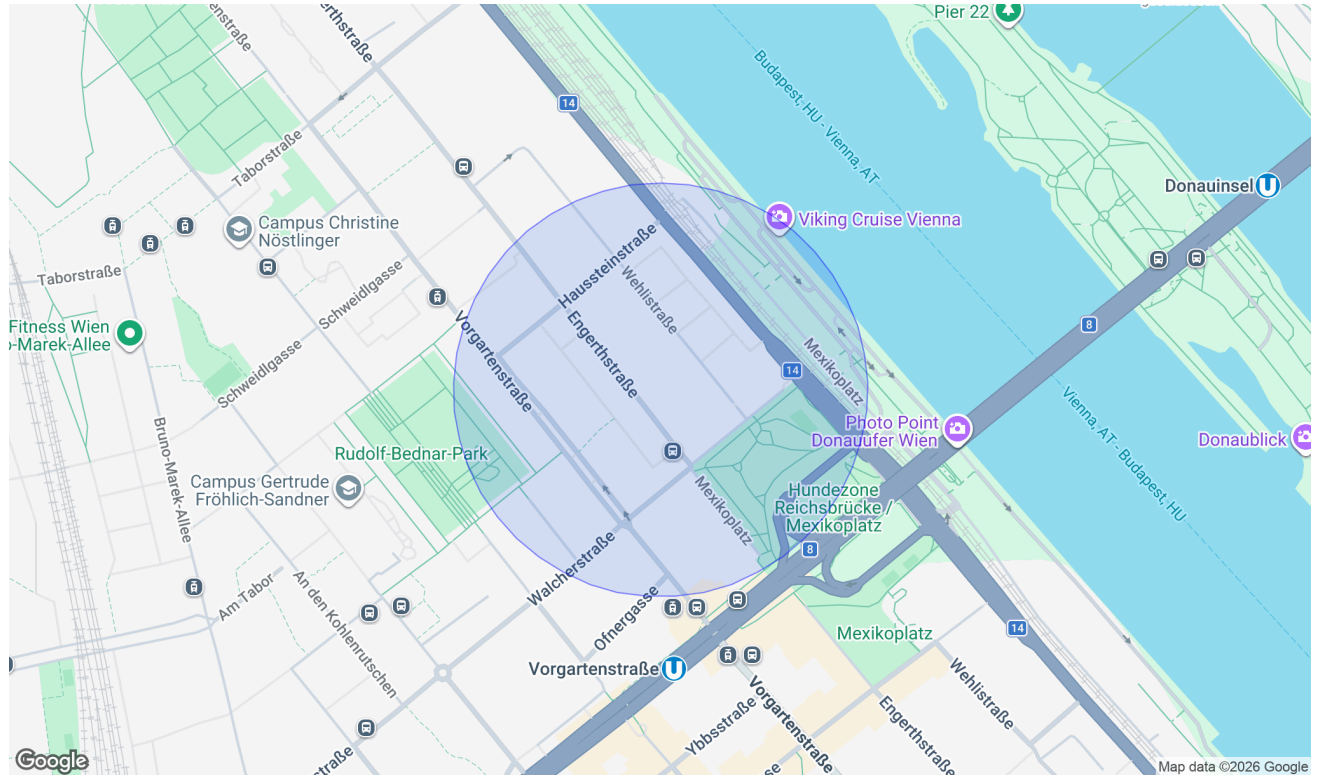 Pier 22
Engerthstraße
14
Budapest, HU - Vienna, AT
Taborstraße
Donauinsel
U
Campus Christine
Nöstlinger
Viking Cruise Vienna
Haussteinstraße
Taborstraße
Schweidlgasse
Wehlistraße
Fitness Wien
o-Marek-Allee
Vorgartenstraße
Engerthstraße
8
Schweidlgasse
14
Mexikoplatz
Vienna, AT - Budapest, HU
Photo Point
Donauufer Wien
Donaublick
Bruno-Marek-Allee
Rudolf-Bednar-Park
Campus Gertrude
Fröhlich-Sandner
Mexikoplatz
Hundezone
Reichsbrücke /
Mexikoplatz
8
Walcherstraße
Am Tabor
An den Kohlenrutschen
Ofnergasse
14
Mexikoplatz
Vorgartenstraße
U
Wehlistraße
Vorgartenstraße
Ybbsstraße
Engerthstraße
Google
Map data ©2026 Google